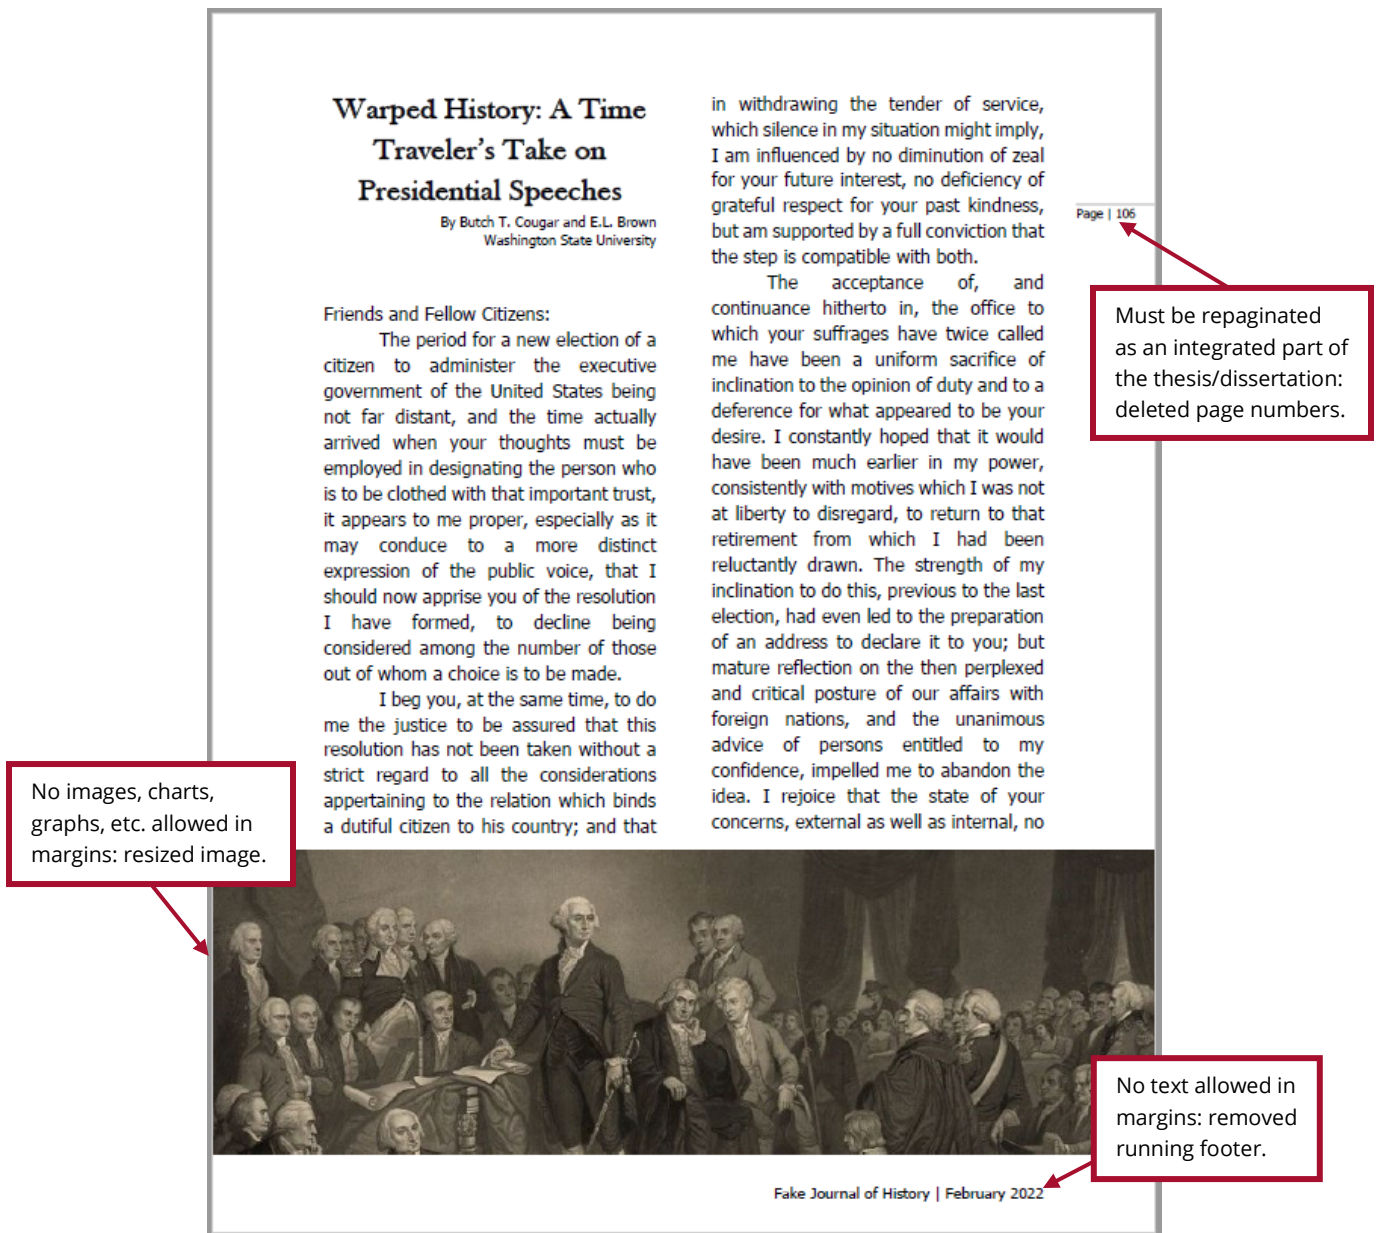 Warped History: A Time
Traveler's Take on
Presidential Speeches
By Butch T. Cougar and E.L. Brown
Washington State University
Friends and Fellow Citizens:
The period for a new election of a
citizen to administer the executive
government of the United States being
not far distant, and the time actually
arrived when your thoughts must be
employed in designating the person who
is to be clothed with that important trust,
it appears to me proper, especially as it
may conduce to a more distinct
expression of the public voice, that I
should now apprise you of the resolution
I have formed, to decline being
considered among the number of those
out of whom a choice is to be made.
I beg you, at the same time, to do
me the justice to be assured that this
resolution has not been taken without a
strict regard to all the considerations
appertaining to the relation which binds
a dutiful citizen to his country; and that
in withdrawing the tender of service,
which silence in my situation might imply,
I am influenced by no diminution of zeal
for your future interest, no deficiency of
grateful respect for your past kindness,
but am supported by a full conviction that
the step is compatible with both.
The acceptance of, and
continuance hitherto in, the office to
which your suffrages have twice called
me have been a uniform sacrifice of
inclination to the opinion of duty and to a
deference for what appeared to be your
desire. I constantly hoped that it would
have been much earlier in my power,
consistently with motives which I was not
at liberty to disregard, to return to that
retirement from which I had been
reluctantly drawn. The strength of my
inclination to do this, previous to the last
election, had even led to the preparation
of an address to declare it to you; but
mature reflection on the then perplexed
and critical posture of our affairs with
foreign nations, and the unanimous
advice of persons entitled to my
confidence, impelled me to abandon the
idea. I rejoice that the state of your
concerns, external as well as internal, no
Page | 106
Must be repaginated
as an integrated part of
the thesis/dissertation:
deleted page numbers.
No images, charts,
graphs, etc. allowed in
margins: resized image.
No text allowed in
margins: removed
running footer.
Fake Journal of History | February 2022